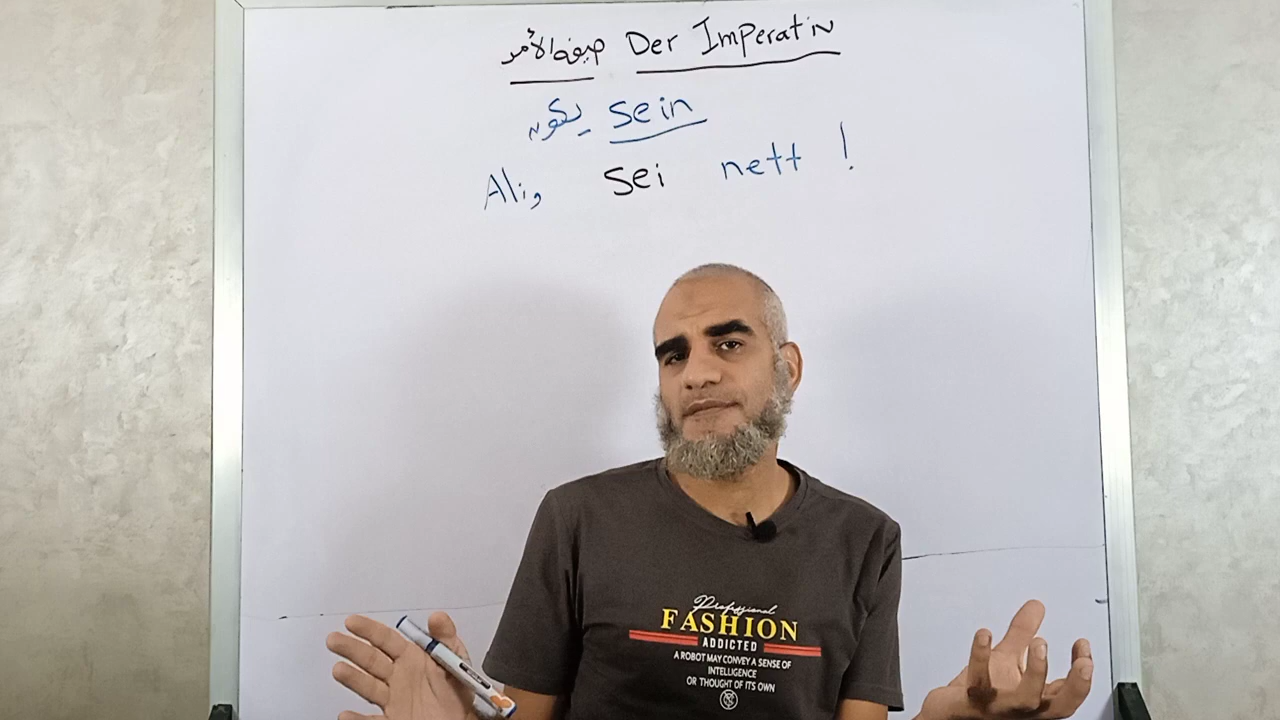 صيغة الأمر Der Imperativ
يكون sein
Ali, sei nett !
Professional
FASHION
ADDICTED
A ROBOT MAY CONVEY A SENSE OF
INTELLIGENCE
OR THOUGHT OF ITS OWN